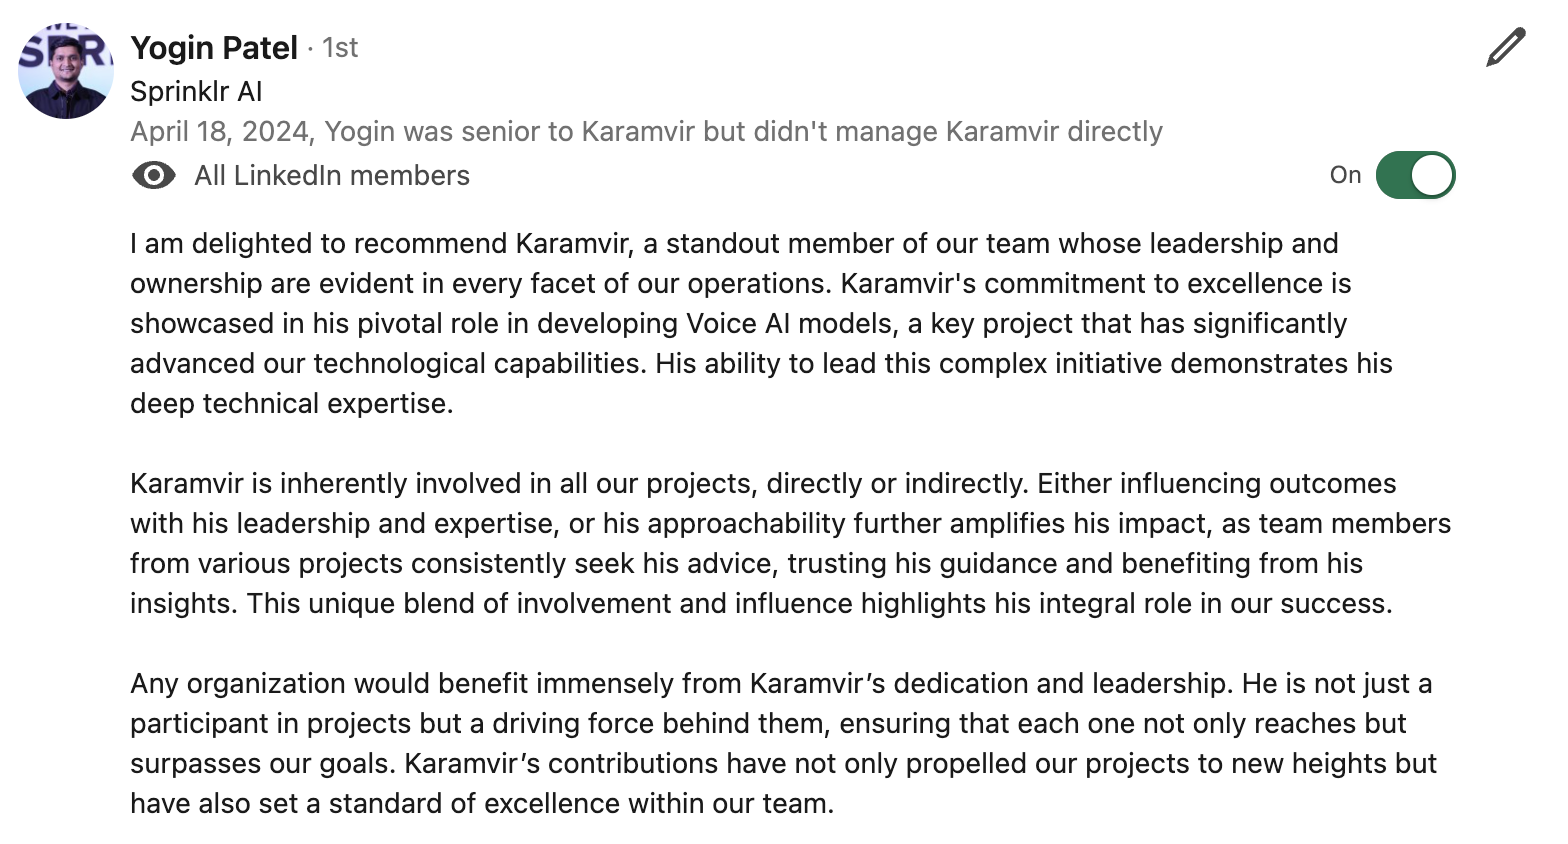 Yogin Patel · 1st
Sprinklr AI
April 18, 2024, Yogin was senior to Karamvir but didn't manage Karamvir directly
All LinkedIn members
On
I am delighted to recommend Karamvir, a standout member of our team whose leadership and
ownership are evident in every facet of our operations. Karamvir's commitment to excellence is
showcased in his pivotal role in developing Voice AI models, a key project that has significantly
advanced our technological capabilities. His ability to lead this complex initiative demonstrates his
deep technical expertise.
Karamvir is inherently involved in all our projects, directly or indirectly. Either influencing outcomes
with his leadership and expertise, or his approachability further amplifies his impact, as team members
from various projects consistently seek his advice, trusting his guidance and benefiting from his
insights. This unique blend of involvement and influence highlights his integral role in our success.
Any organization would benefit immensely from Karamvir’s dedication and leadership. He is not just a
participant in projects but a driving force behind them, ensuring that each one not only reaches but
surpasses our goals. Karamvir’s contributions have not only propelled our projects to new heights but
have also set a standard of excellence within our team.